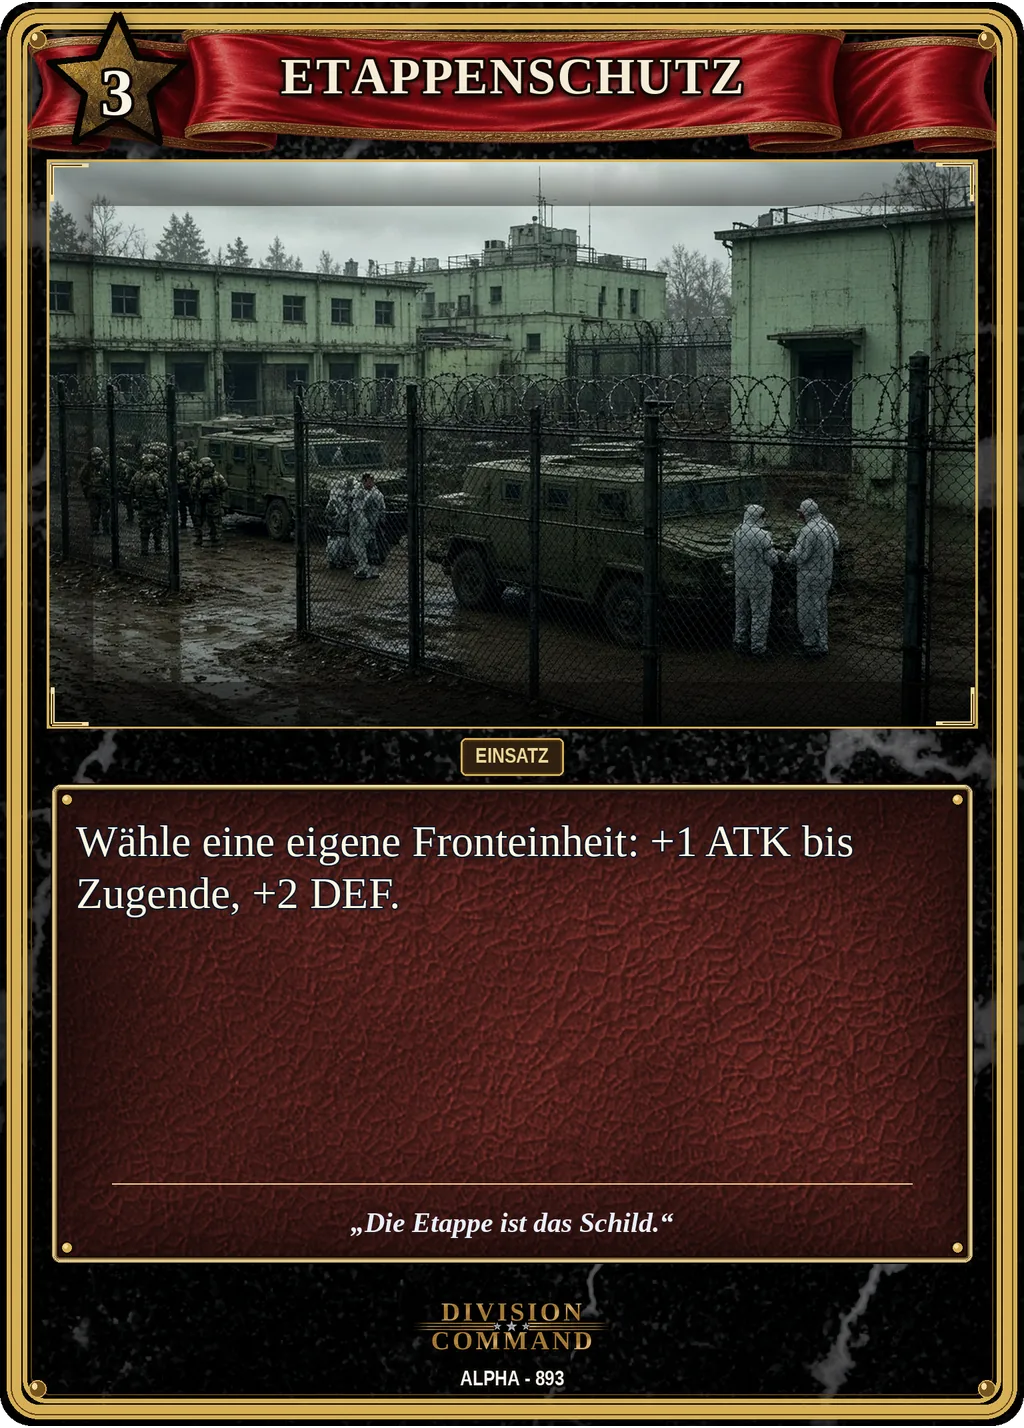 3
ETAPPENSCHUTZ
EINSATZ
Wähle eine eigene Fronteinheit: +1 ATK bis
Zugende, +2 DEF.
„Die Etappe ist das Schild.“
DIVISION
COMMAND
ALPHA - 893